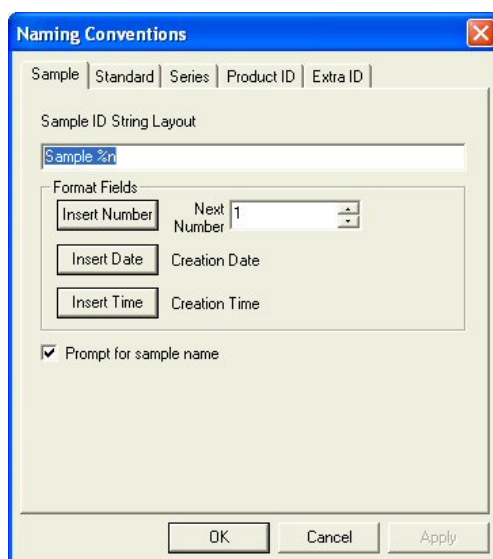 Naming Conventions
Sample Standard Series Product ID Extra ID
Sample ID String Layout
Sample %n
Format Fields
Insert Number Next Number 1
Insert Date Creation Date
Insert Time Creation Time
Prompt for sample name
OK Cancel Apply